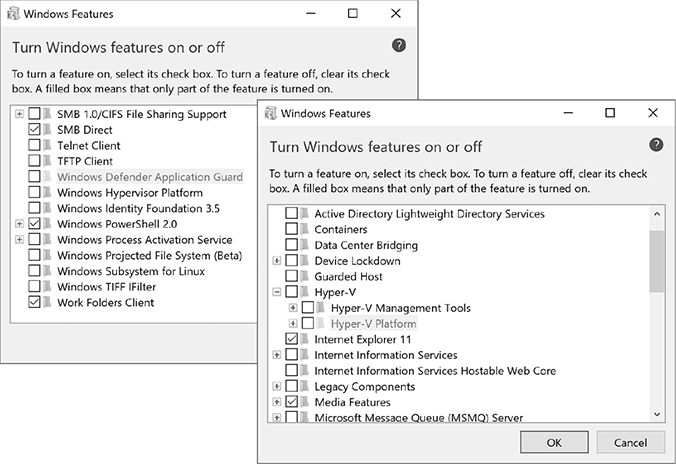 Windows Features
Turn Windows features on or off
?
To turn a feature on, select its check box. To turn a feature off, clear its check
box. A filled box means that only part of the feature is turned on.
SMB 1.0/CIFS File Sharing Support
SMB Direct
Telnet Client
TFTP Client
Windows Defender Application Guard
Windows Hypervisor Platform
Windows Identity Foundation 3.5
Windows PowerShell 2.0
Windows Process Activation Service
Windows Projected File System (Beta)
Windows Subsystem for Linux
Windows TIFF IFilter
Work Folders Client
Windows Features
Turn Windows features on or off
?
To turn a feature on, select its check box. To turn a feature off, clear its check
box. A filled box means that only part of the feature is turned on.
Active Directory Lightweight Directory Services
Containers
Data Center Bridging
Device Lockdown
Guarded Host
Hyper-V
Hyper-V Management Tools
Hyper-V Platform
Internet Explorer 11
Internet Information Services
Internet Information Services Hostable Web Core
Legacy Components
Media Features
Microsoft Message Queue (MSMQ) Server
OK
Cancel